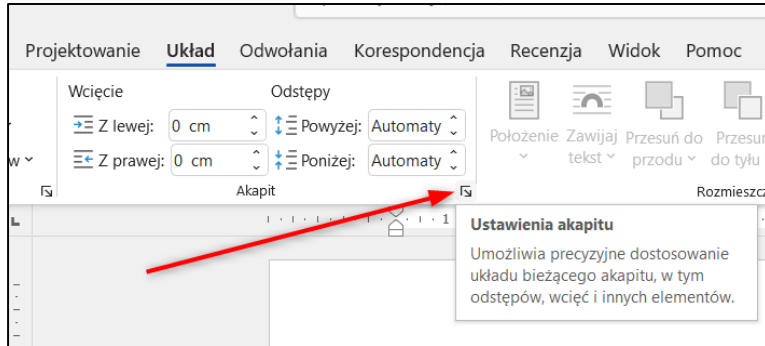 Projektowanie Układ Odwołania Korespondencja Recenzja Widok Pomoc
Wcięcie Odstępy
Z lewej: 0 cm Powyżej: Automaty
Z prawej: 0 cm Poniżej: Automaty
Położenie Zawijaj tekst Przesuń do przodu Przesuń do tyłu
w
Akapit Rozmieszcz
1
Ustawienia akapitu
Umożliwia precyzyjne dostosowanie
układu bieżącego akapitu, w tym
odstępów, wcięć i innych elementów.